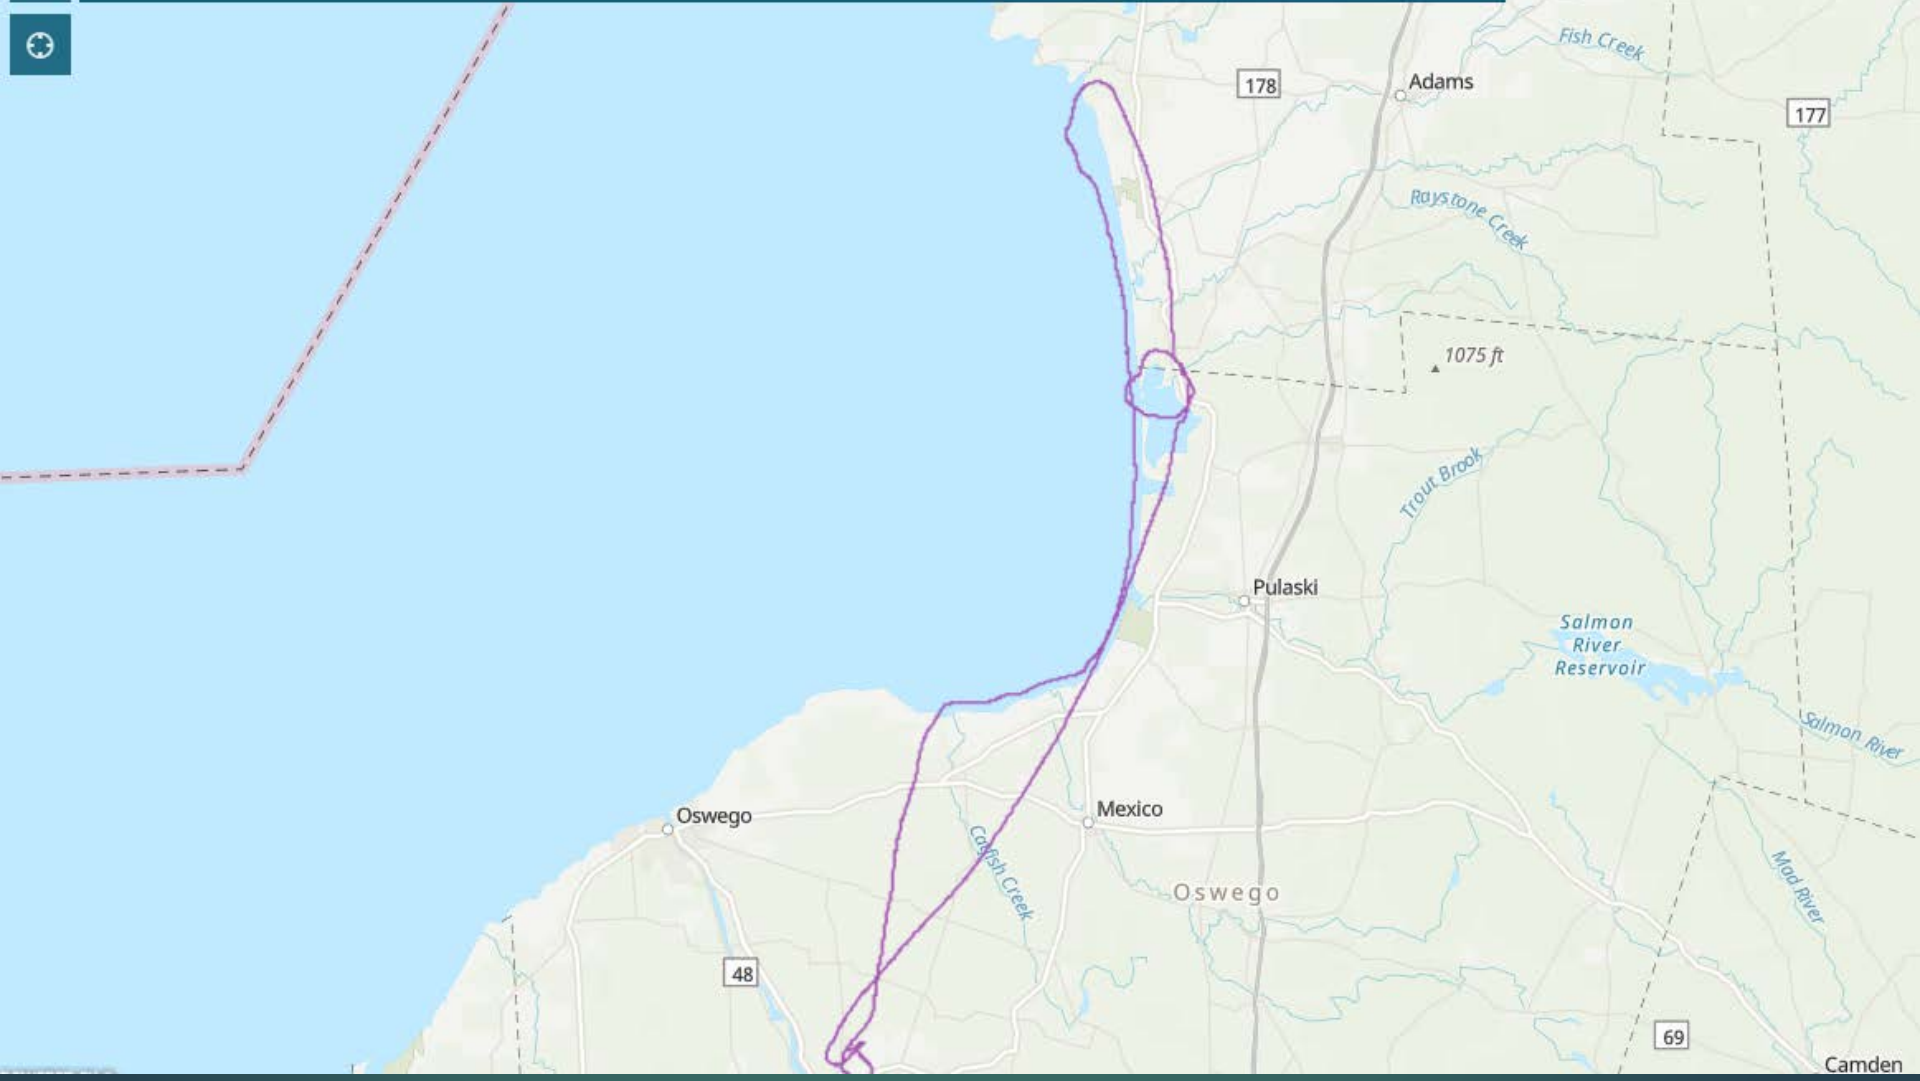 Fish Creek
178
Adams
177
Raystone Creek
1075 ft
Trout Brook
Pulaski
Salmon
River
Reservoir
Salmon River
Oswego
Mexico
Catfish Creek
Oswego
Mad River
48
69
Camden